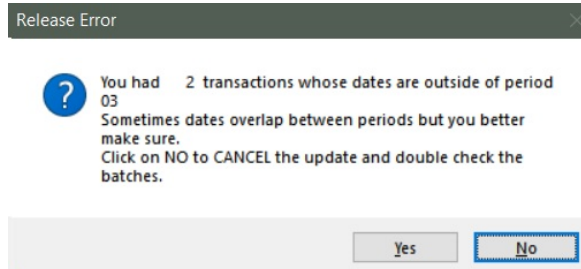 Release Error
You had 2 transactions whose dates are outside of period
03
Sometimes dates overlap between periods but you better
make sure.
Click on NO to CANCEL the update and double check the
batches.
Yes No